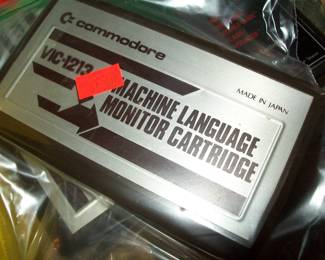 commodore
VIC-1213
MADE IN JAPAN
MACHINE LANGUAGE
MONITOR CARTRIDGE